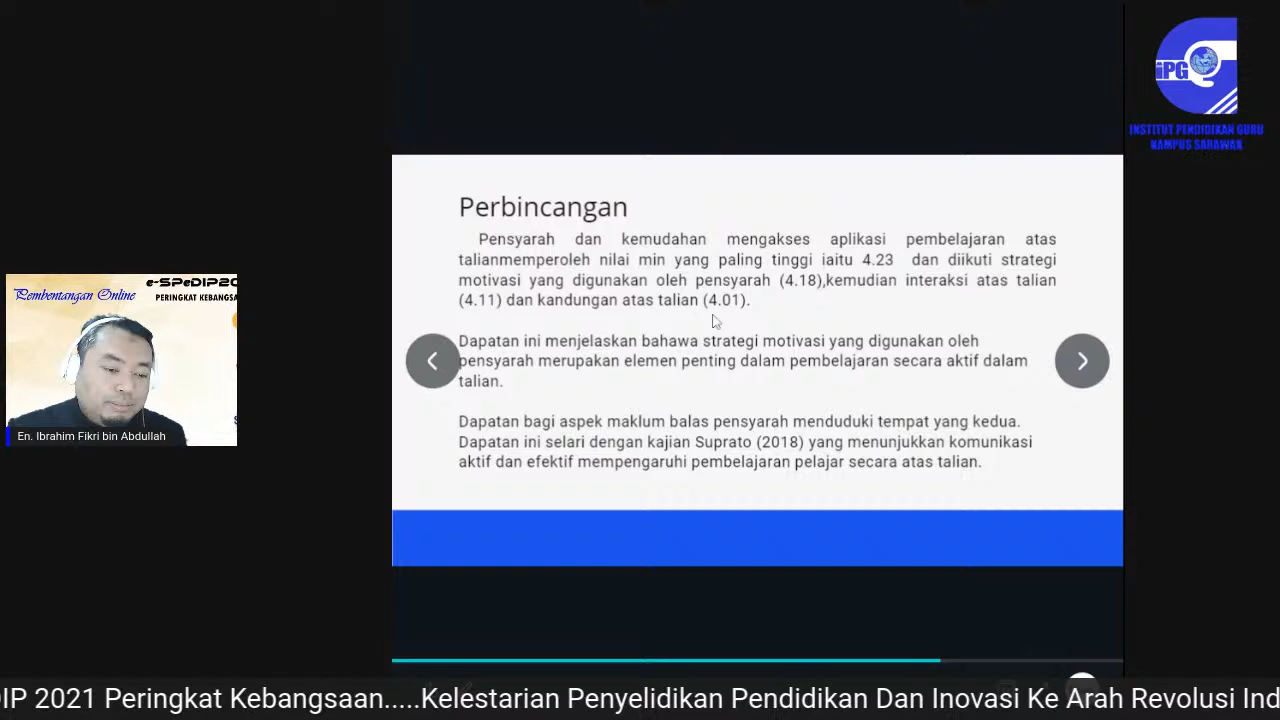 iPG
INSTITUT PENDIDIKAN GURU
KAMPUS SARAWAK
Perbincangan
Pensyarah dan kemudahan mengakses aplikasi pembelajaran atas
talianmemperoleh nilai min yang paling tinggi iaitu 4.23 dan diikuti strategi
motivasi yang digunakan oleh pensyarah (4.18),kemudian interaksi atas talian
(4.11) dan kandungan atas talian (4.01).
Dapatan ini menjelaskan bahawa strategi motivasi yang digunakan oleh
pensyarah merupakan elemen penting dalam pembelajaran secara aktif dalam
talian.
Dapatan bagi aspek maklum balas pensyarah menduduki tempat yang kedua.
Dapatan ini selari dengan kajian Suprato (2018) yang menunjukkan komunikasi
aktif dan efektif mempengaruhi pembelajaran pelajar secara atas talian.
e-SPeDIP20
Pembentangan Online
PERINGKAT KEBANGSA
En. Ibrahim Fikri bin Abdullah
DIP 2021 Peringkat Kebangsaan.....Kelestarian Penyelidikan Pendidikan Dan Inovasi Ke Arah Revolusi Ind